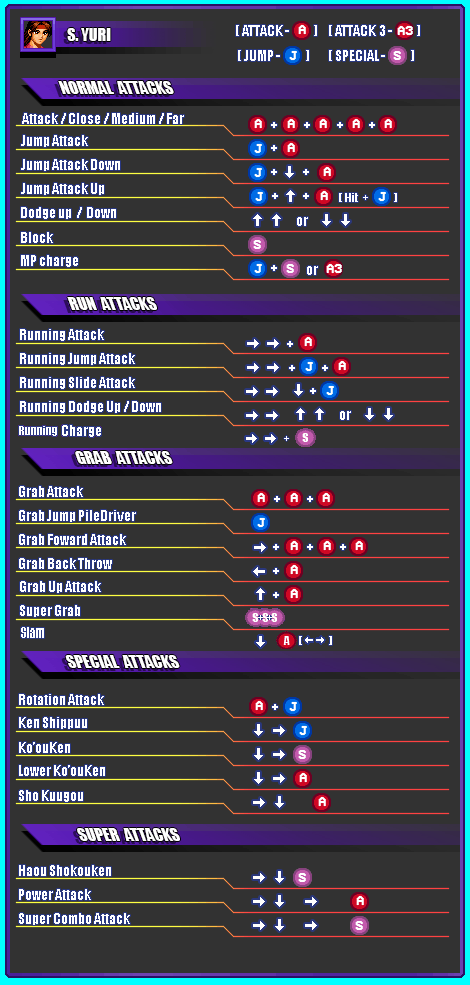 S. YURI
[ ATTACK - A ] [ ATTACK 3 - A3 ]
[ JUMP - J ] [ SPECIAL - S ]
NORMAL ATTACKS
Attack / Close / Medium / Far A + A + A + A + A
Jump Attack J + A
Jump Attack Down J + ↓ + A
Jump Attack Up J + ↑ + A [ Hit + J ]
Dodge up / Down ↑ ↑ or ↓ ↓
Block S
MP charge J + S or A3
RUN ATTACKS
Running Attack → → + A
Running Jump Attack → → + J + A
Running Slide Attack → → ↓ + J
Running Dodge Up / Down → → ↑ ↑ or ↓ ↓
Running Charge → → + S
GRAB ATTACKS
Grab Attack A + A + A
Grab Jump PileDriver J
Grab Foward Attack → + A + A + A
Grab Back Throw ← + A
Grab Up Attack ↑ + A
Super Grab S+S+S
Slam ↓ A [ ← → ]
SPECIAL ATTACKS
Rotation Attack A + J
Ken Shippuu ↓ → J
Ko'ouKen ↓ → S
Lower Ko'ouKen ↓ → A
Sho Kuugou → ↓ A
SUPER ATTACKS
Haou Shokouken → ↓ S
Power Attack → ↓ → A
Super Combo Attack → ↓ → S